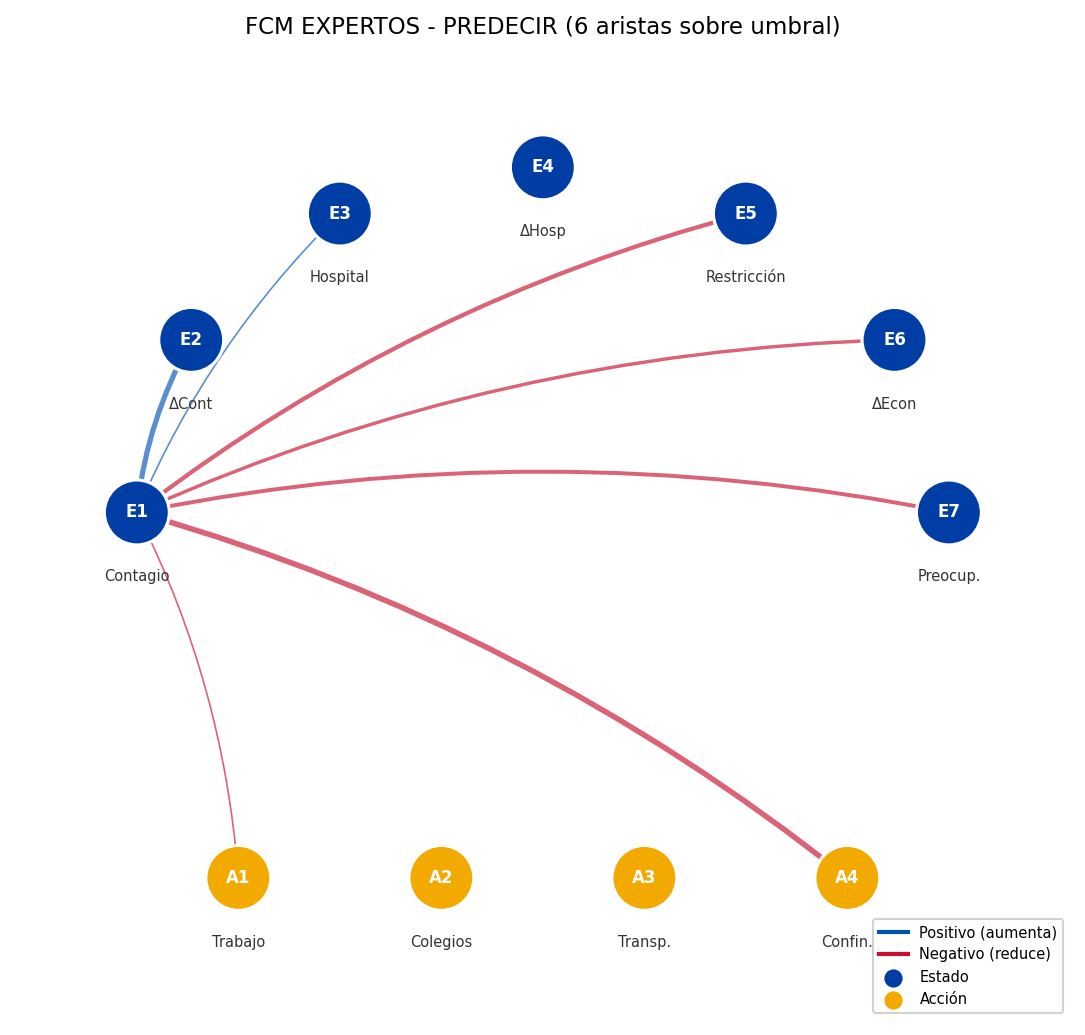 FCM EXPERTOS - PREDECIR (6 aristas sobre umbral)
E4
ΔHosp
E3
Hospital
E5
Restricción
E2
ΔCont
E6
ΔEcon
E1
Contagio
E7
Preocup.
A1
Trabajo
A2
Colegios
A3
Transp.
A4
Confin.
Positivo (aumenta)
Negativo (reduce)
Estado
Acción